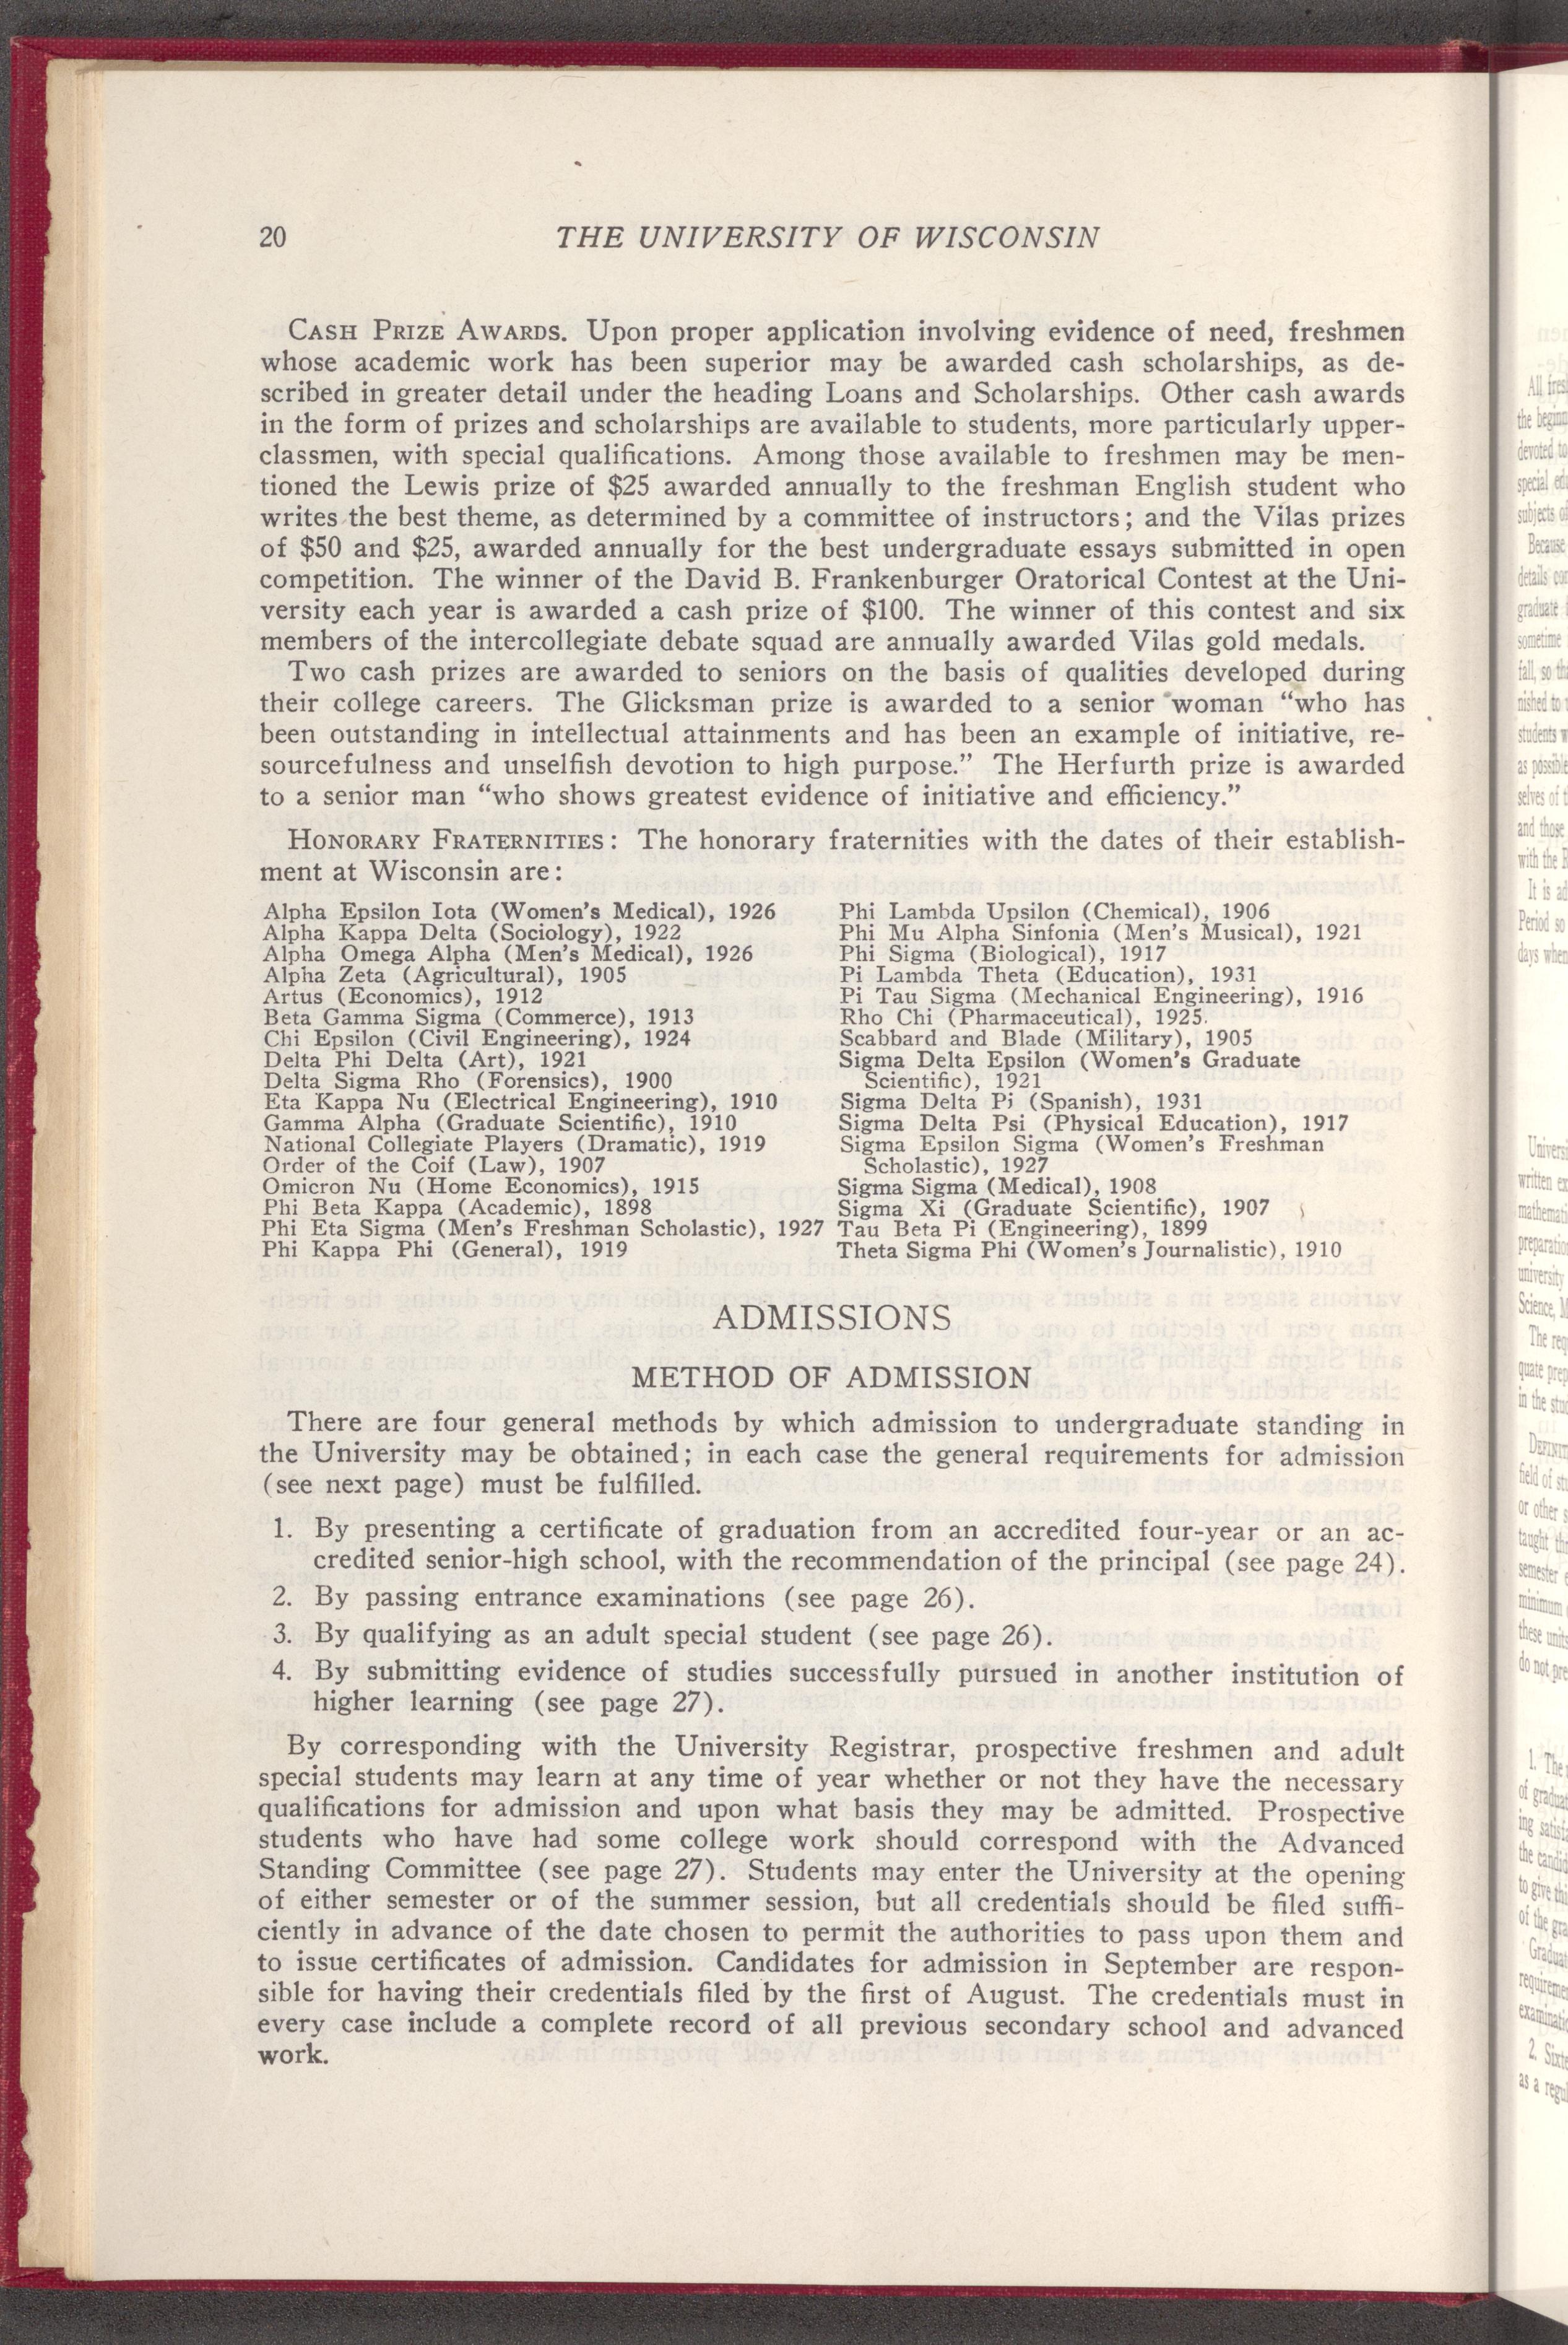 20
THE UNIVERSITY OF WISCONSIN
CASH PRIZE AWARDS. Upon proper application involving evidence of need, freshmen
whose academic work has been superior may be awarded cash scholarships, as de-
scribed in greater detail under the heading Loans and Scholarships. Other cash awards
in the form of prizes and scholarships are available to students, more particularly upper-
classmen, with special qualifications. Among those available to freshmen may be men-
tioned the Lewis prize of $25 awarded annually to the freshman English student who
writes the best theme, as determined by a committee of instructors; and the Vilas prizes
of $50 and $25, awarded annually for the best undergraduate essays submitted in open
competition. The winner of the David B. Frankenburger Oratorical Contest at the Uni-
versity each year is awarded a cash prize of $100. The winner of this contest and six
members of the intercollegiate debate squad are annually awarded Vilas gold medals.
Two cash prizes are awarded to seniors on the basis of qualities developed during
their college careers. The Glicksman prize is awarded to a senior woman “who has
been outstanding in intellectual attainments and has been an example of initiative, re-
sourcefulness and unselfish devotion to high purpose.” The Herfurth prize is awarded
to a senior man “who shows greatest evidence of initiative and efficiency.”
HONORARY FRATERNITIES: The honorary fraternities with the dates of their establish-
ment at Wisconsin are:
Alpha Epsilon Iota (Women's Medical), 1926
Alpha Kappa Delta (Sociology), 1922
Alpha Omega Alpha (Men's Medical), 1926
Alpha Zeta (Agricultural), 1905
Artus (Economics), 1912
Beta Gamma Sigma (Commerce), 1913
Chi Epsilon (Civil Engineering), 1924
Delta Phi Delta (Art), 1921
Delta Sigma Rho (Forensics), 1900
Eta Kappa Nu (Electrical Engineering), 1910
Gamma Alpha (Graduate Scientific), 1910
National Collegiate Players (Dramatic), 1919
Order of the Coif (Law), 1907
Omicron Nu (Home Economics), 1915
Phi Beta Kappa (Academic), 1898
Phi Eta Sigma (Men's Freshman Scholastic), 1927
Phi Kappa Phi (General), 1919
Phi Lambda Upsilon (Chemical), 1906
Phi Mu Alpha Sinfonia (Men's Musical), 1921
Phi Sigma (Biological), 1917
Pi Lambda Theta (Education), 1931
Pi Tau Sigma (Mechanical Engineering), 1916
Rho Chi (Pharmaceutical), 1925
Scabbard and Blade (Military), 1905
Sigma Delta Epsilon (Women's Graduate
Scientific), 1921
Sigma Delta Pi (Spanish), 1931
Sigma Delta Psi (Physical Education), 1917
Sigma Epsilon Sigma (Women's Freshman
Scholastic), 1927
Sigma Sigma (Medical), 1908
Sigma Xi (Graduate Scientific), 1907
Tau Beta Pi (Engineering), 1899
Theta Sigma Phi (Women's Journalistic), 1910
ADMISSIONS
METHOD OF ADMISSION
There are four general methods by which admission to undergraduate standing in
the University may be obtained; in each case the general requirements for admission
(see next page) must be fulfilled.
1. By presenting a certificate of graduation from an accredited four-year or an ac-
credited senior-high school, with the recommendation of the principal (see page 24).
2. By passing entrance examinations (see page 26).
3. By qualifying as an adult special student (see page 26).
4. By submitting evidence of studies successfully pursued in another institution of
higher learning (see page 27).
By corresponding with the University Registrar, prospective freshmen and adult
special students may learn at any time of year whether or not they have the necessary
qualifications for admission and upon what basis they may be admitted. Prospective
students who have had some college work should correspond with the Advanced
Standing Committee (see page 27). Students may enter the University at the opening
of either semester or of the summer session, but all credentials should be filed suffi-
ciently in advance of the date chosen to permit the authorities to pass upon them and
to issue certificates of admission. Candidates for admission in September are respon-
sible for having their credentials filed by the first of August. The credentials must in
every case include a complete record of all previous secondary school and advanced
work.